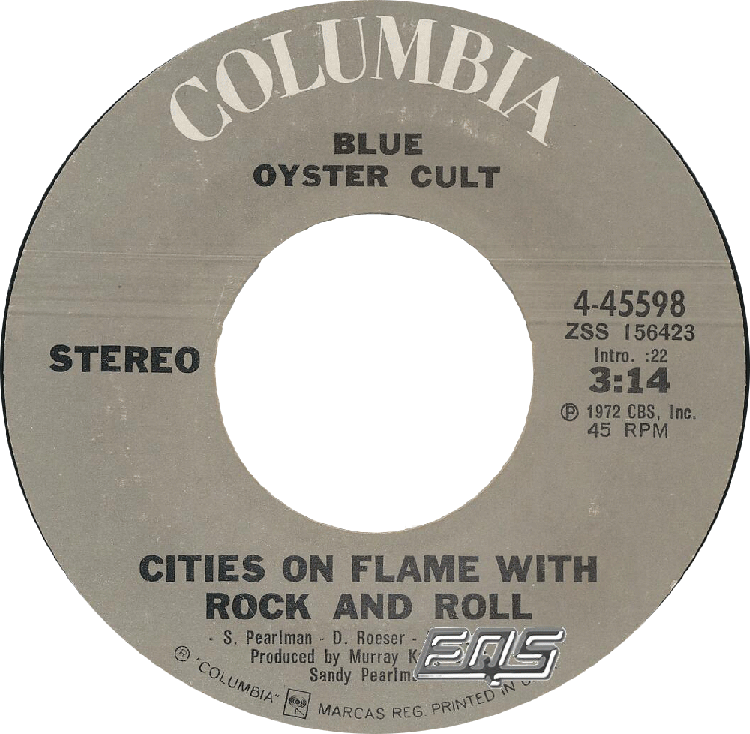 COLUMBIA
BLUE
OYSTER CULT
4-45598
ZSS 156423
STEREO
Intro. :22
3:14
Ⓟ 1972 CBS, Inc.
45 RPM
CITIES ON FLAME WITH
ROCK AND ROLL
- S. Pearlman - D. Roeser -
Produced by Murray
Sandy
EQS
® "COLUMBIA" MARCAS REG. PRINTED IN